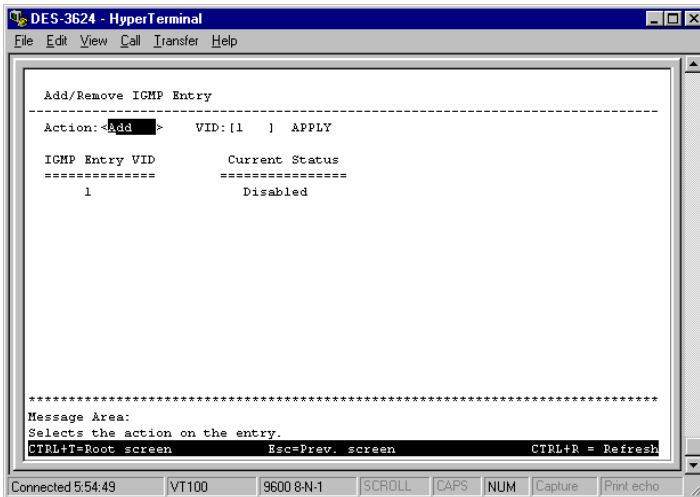 DES-3624 - HyperTerminal
File Edit View Call Transfer Help
Add/Remove IGMP Entry
--------------------------------------------------------------------------------
Action:<Add > VID:[1 ] APPLY
IGMP Entry VID Current Status
============== ================
1 Disabled
********************************************************************************
Message Area:
Selects the action on the entry.
CTRL+T=Root screen Esc=Prev. screen CTRL+R = Refresh
Connected 5:54:49 VT100 9600 8-N-1 SCROLL CAPS NUM Capture Print echo